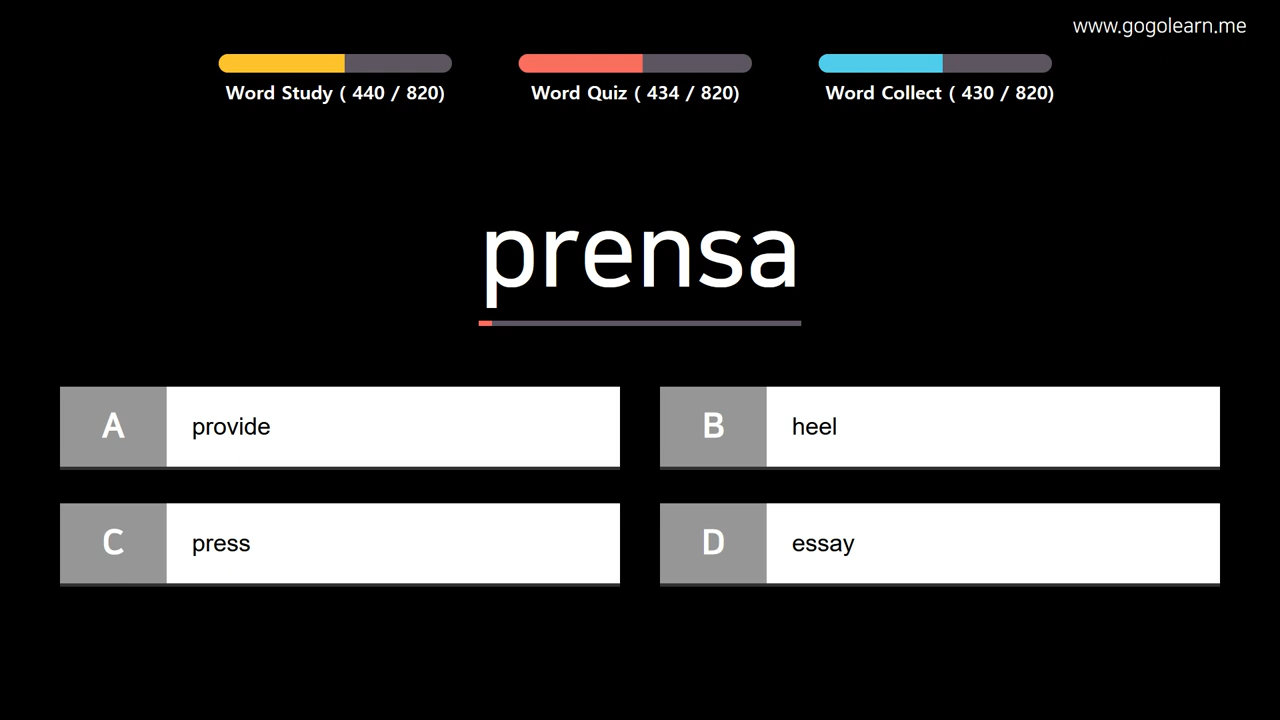 www.gogolearn.me
Word Study ( 440 / 820)
Word Quiz ( 434 / 820)
Word Collect ( 430 / 820)
prensa
A provide
B heel
C press
D essay